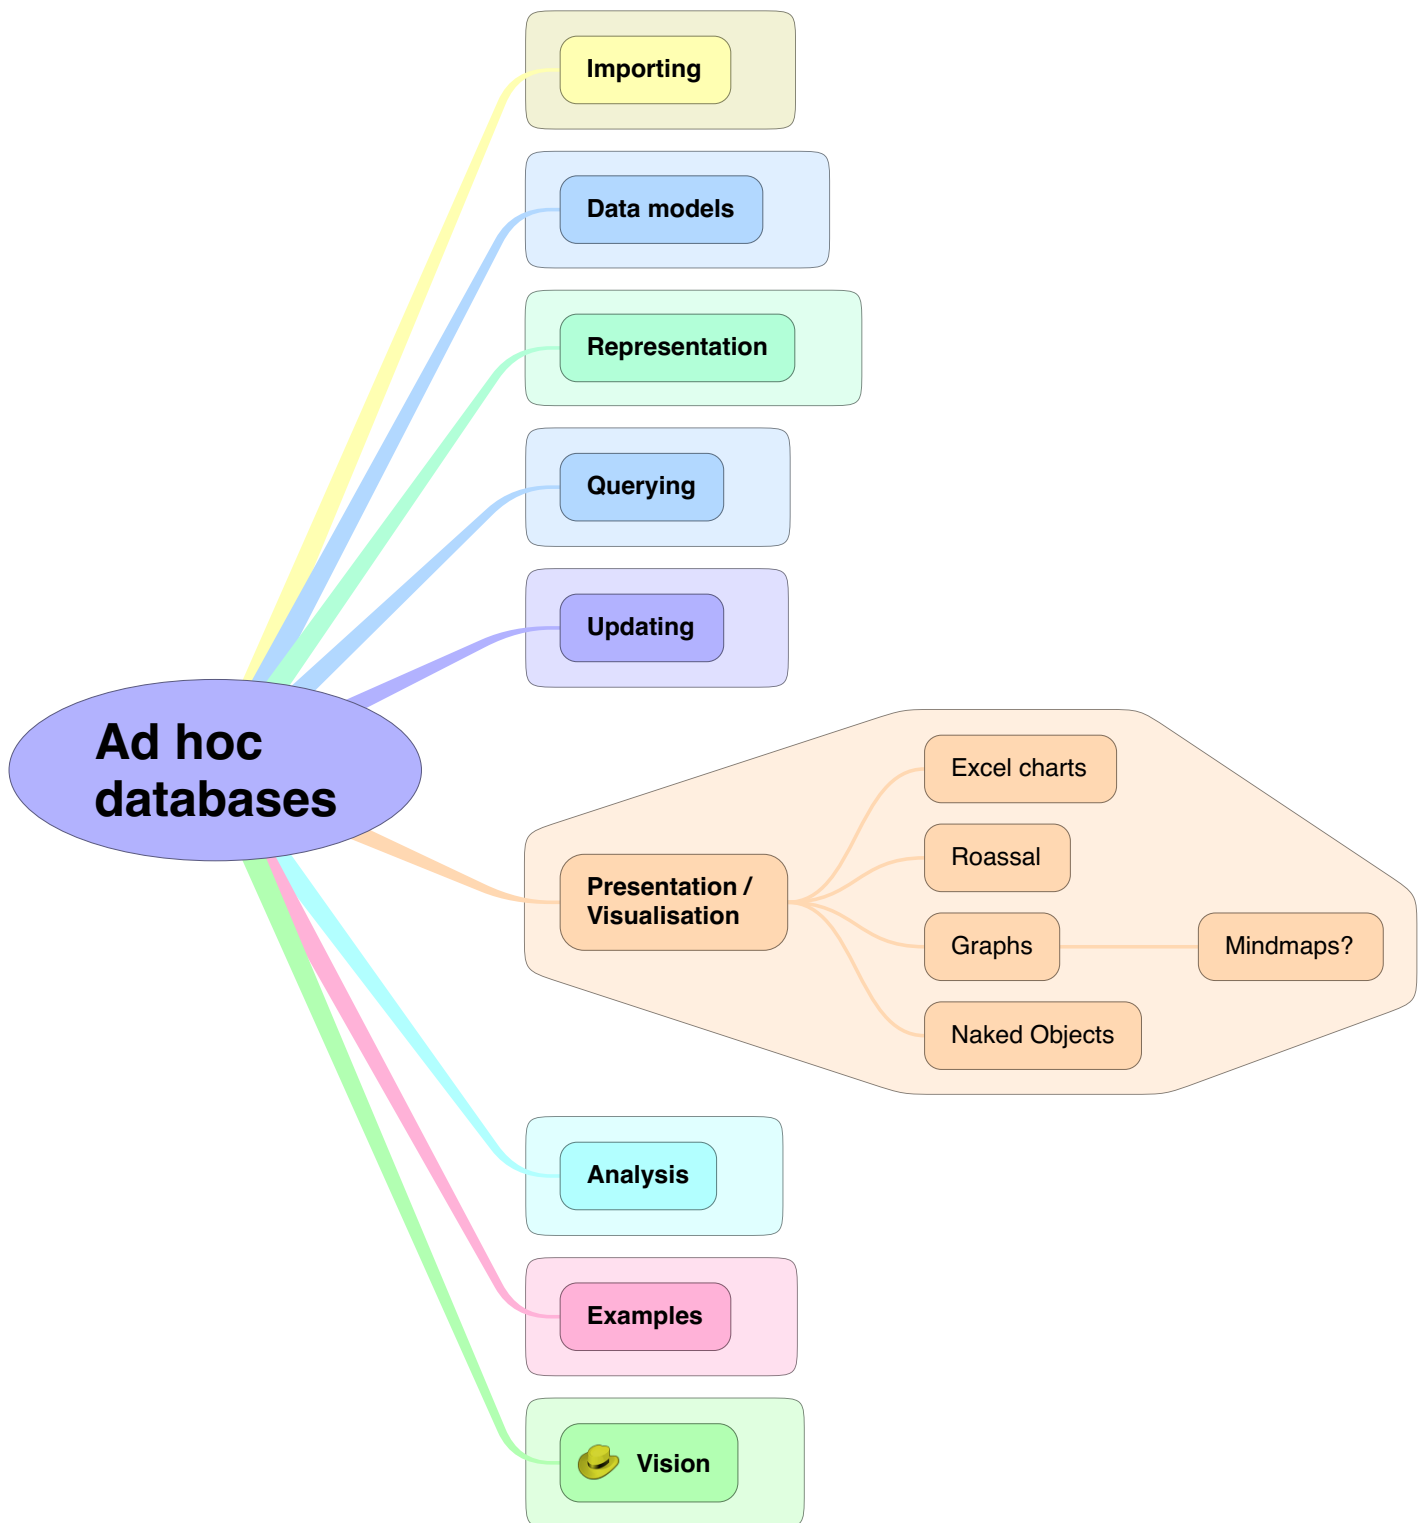 Importing
Data models
Representation
Querying
Updating
Ad hoc
databases
Presentation /
Visualisation
Excel charts
Roassal
Graphs
Mindmaps?
Naked Objects
Analysis
Examples
Vision